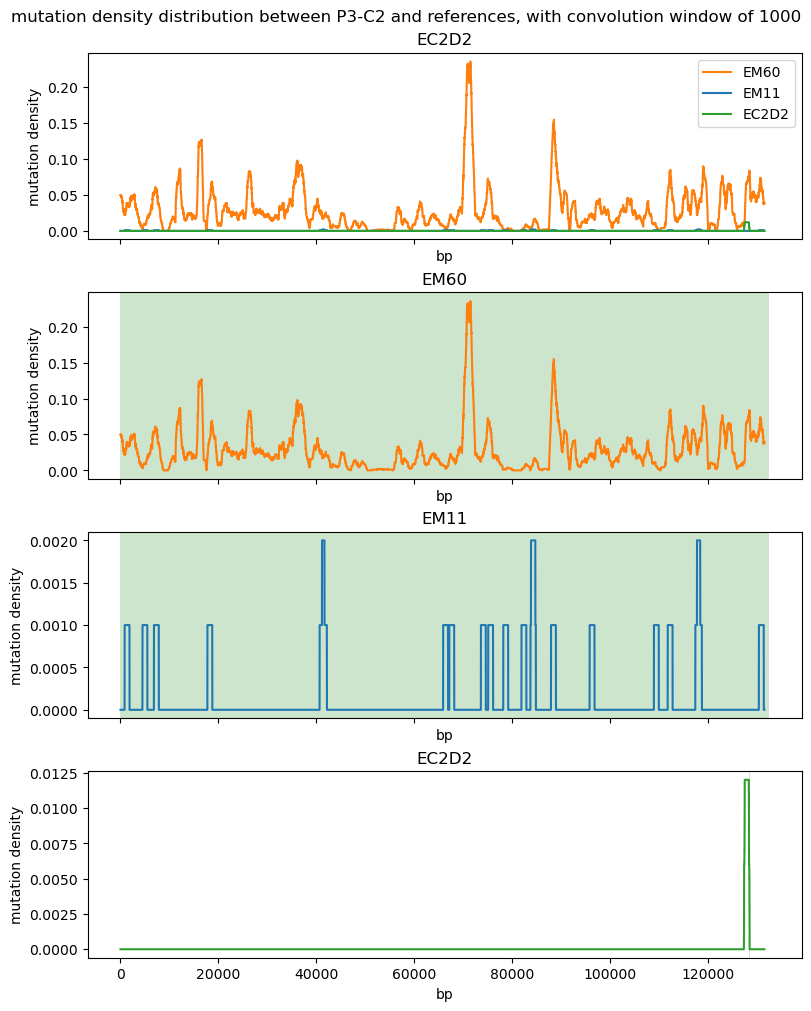 mutation density distribution between P3-C2 and references, with convolution window of 1000
EC2D2
0.20
0.15
0.10
0.05
0.00
mutation density
EM60
EM11
EC2D2
bp
EM60
0.20
0.15
0.10
0.05
0.00
mutation density
bp
EM11
0.0020
0.0015
0.0010
0.0005
0.0000
mutation density
bp
EC2D2
0.0125
0.0100
0.0075
0.0050
0.0025
0.0000
mutation density
0 20000 40000 60000 80000 100000 120000
bp